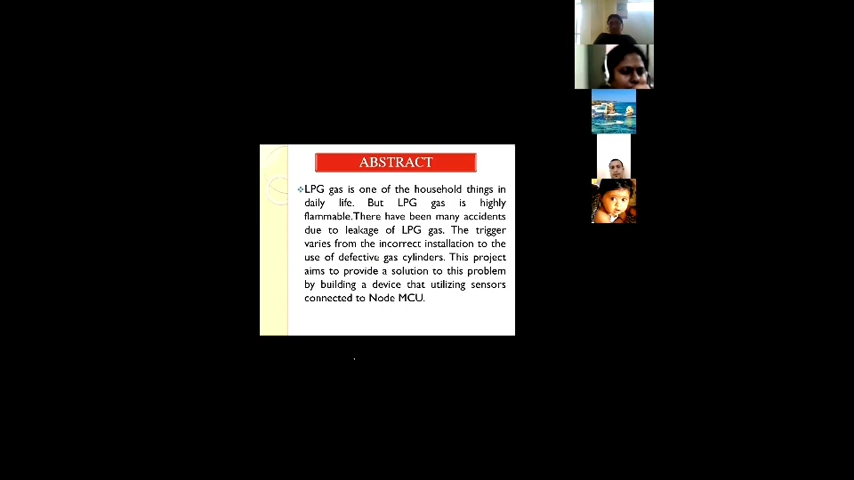 ABSTRACT
LPG gas is one of the household things in
daily life. But LPG gas is highly
flammable.There have been many accidents
due to leakage of LPG gas. The trigger
varies from the incorrect installation to the
use of defective gas cylinders. This project
aims to provide a solution to this problem
by building a device that utilizing sensors
connected to Node MCU.